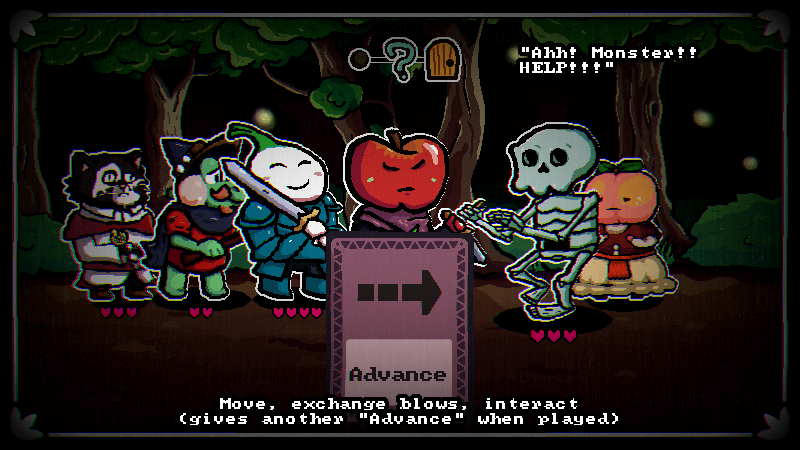 "Ahh! Monster!!
HELP!!!"
Advance
Move, exchange blows, interact
(gives another "Advance" when played)